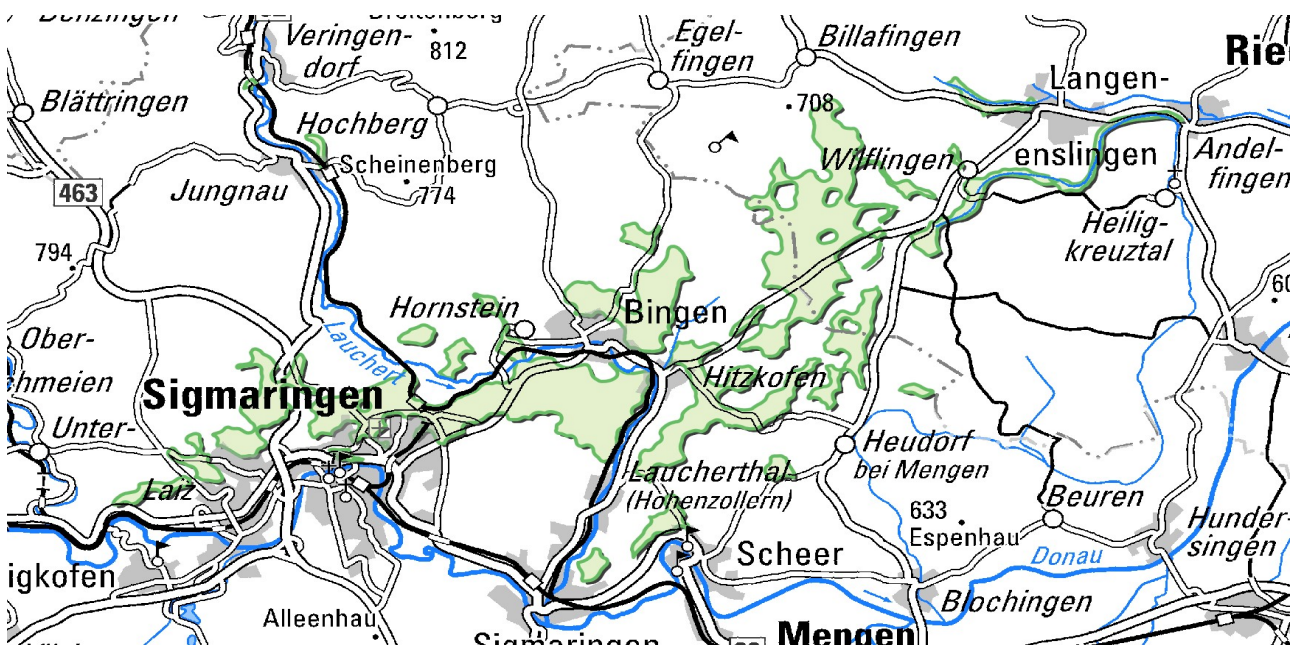 Benzingen
Breitenberg
812
Veringen-
dorf
Egel-
fingen
Billafingen
Langen-
enslingen
Blättringen
Hochberg
708
Scheinenberg
774
Wilflingen
Andel-
fingen
463
Jungnau
Heilig-
kreuztal
794
Hornstein
Bingen
Ober-
Lauchert
Hitzkofen
Sigmaringen
Unter-
Heudorf
bei Mengen
Laucherthal
(Hohenzollern)
Laiz
Beuren
633
Espenhau
Hunder-
singen
Scheer
Donau
igkofen
Blochingen
Alleenhau
Sigmaringen
Mengen